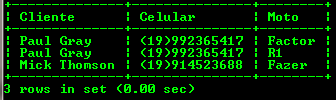 Cliente | Celular | Moto
Paul Gray | (19)992365417 | Factor
Paul Gray | (19)992365417 | R1
Mick Thomson | (19)914523688 | Fazer
3 rows in set (0.00 sec)